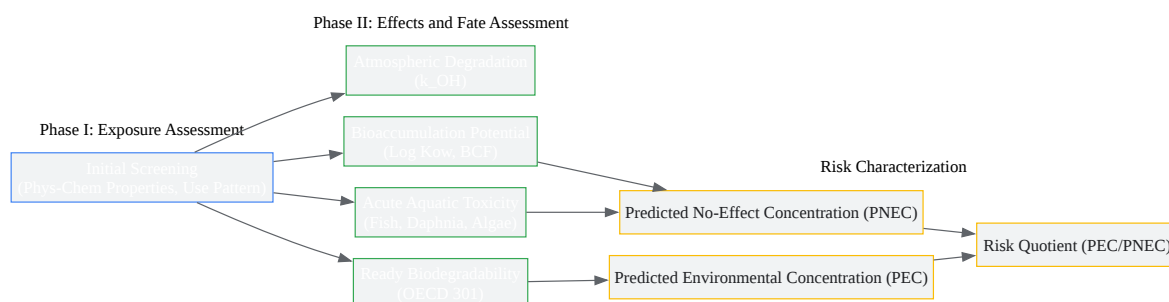 Phase II: Effects and Fate Assessment
Atmospheric Degradation
(k_OH)
Phase I: Exposure Assessment
Bioaccumulation Potential
(Log Kow, BCF)
Initial Screening
(Phys-Chem Properties, Use Pattern)
Risk Characterization
Acute Aquatic Toxicity
(Fish, Daphnia, Algae)
Predicted No-Effect Concentration (PNEC)
Risk Quotient (PEC/PNEC)
Ready Biodegradability
(OECD 301)
Predicted Environmental Concentration (PEC)